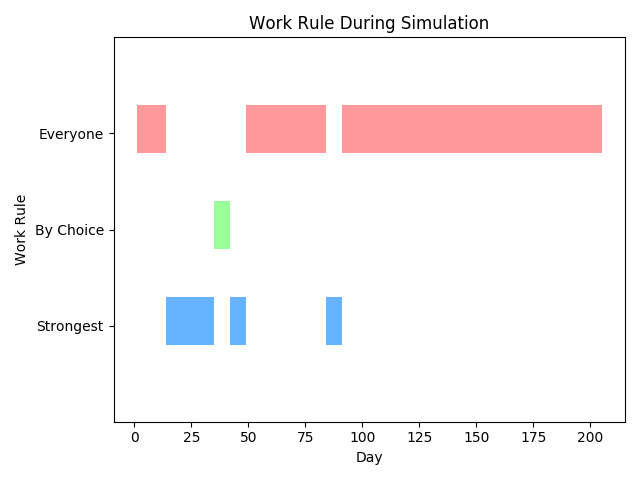 Work Rule During Simulation
Work Rule
Everyone
By Choice
Strongest
0 25 50 75 100 125 150 175 200
Day